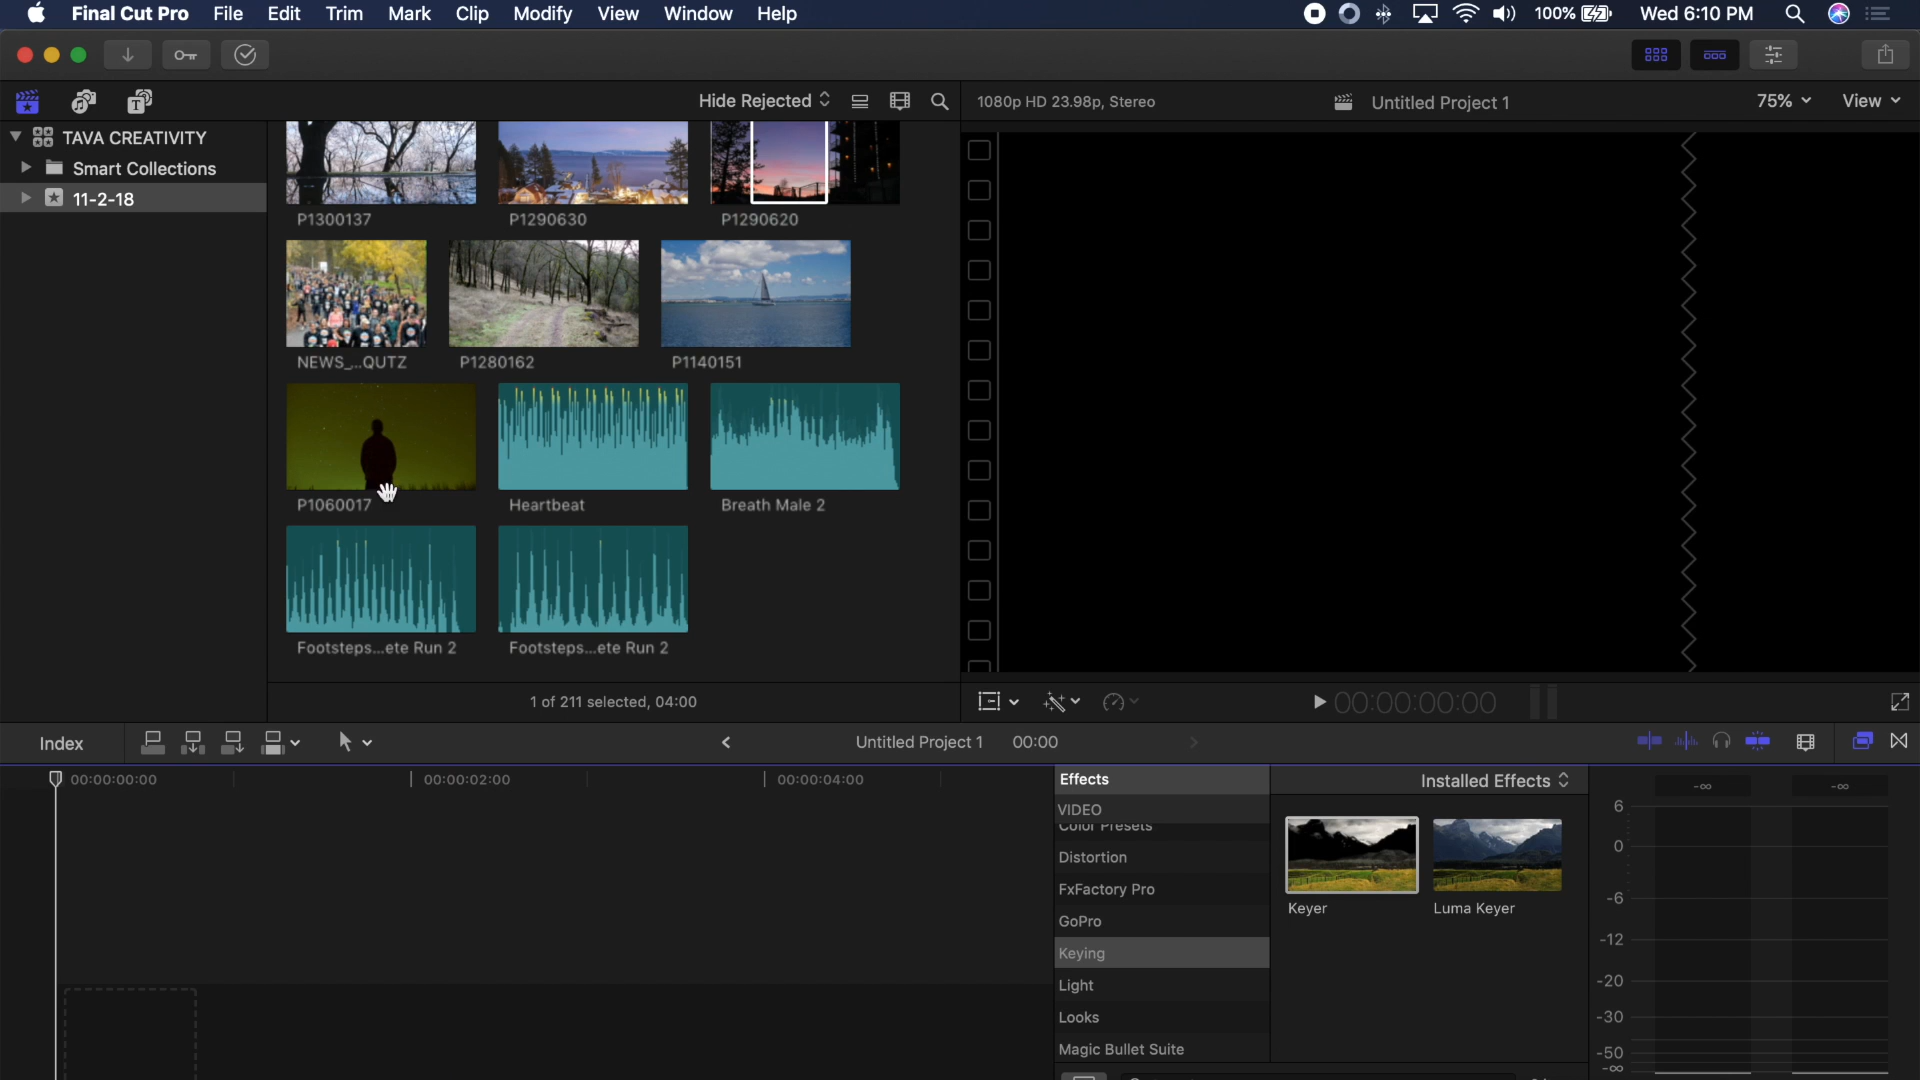 Final Cut Pro File Edit Trim Mark Clip Modify View Window Help 100% Wed 6:10 PM
Hide Rejected 1080p HD 23.98p, Stereo Untitled Project 1 75% View
TAVA CREATIVITY
Smart Collections
11-2-18
P1300137 P1290630 P1290620
NEWS_...QUTZ P1280162 P1140151
P1060017 Heartbeat Breath Male 2
Footsteps...ete Run 2 Footsteps...ete Run 2
1 of 211 selected, 04:00
00:00:00:00
Index Untitled Project 1 00:00
00:00:00:00 00:00:02:00 00:00:04:00
Effects
Installed Effects
VIDEO
Color Presets
Distortion
FxFactory Pro
GoPro
Keying
Light
Looks
Magic Bullet Suite
Keyer Luma Keyer
-∞ -∞
6
0
-6
-12
-20
-30
-50
-∞